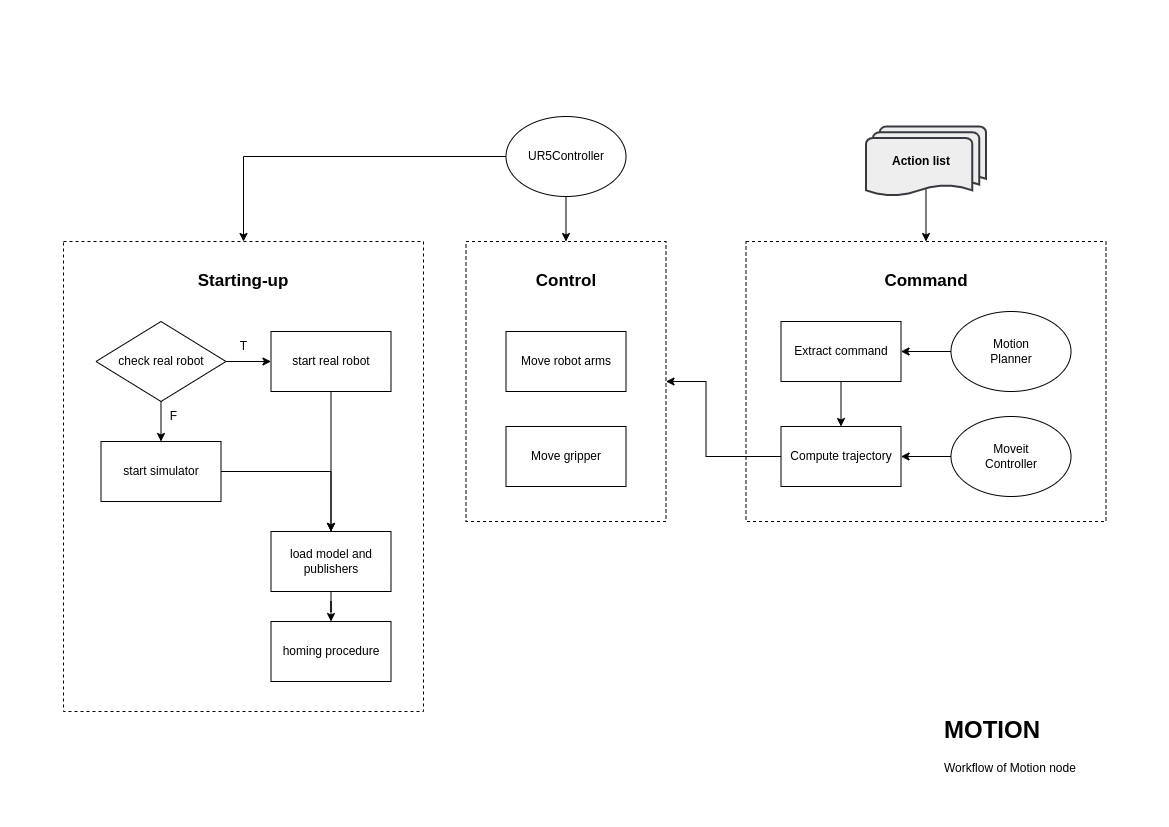 UR5Controller
Action list
Starting-up
check real robot
T
start real robot
F
start simulator
load model and
publishers
homing procedure
Control
Move robot arms
Move gripper
Command
Extract command
Motion
Planner
Compute trajectory
Moveit
Controller
MOTION
Workflow of Motion node